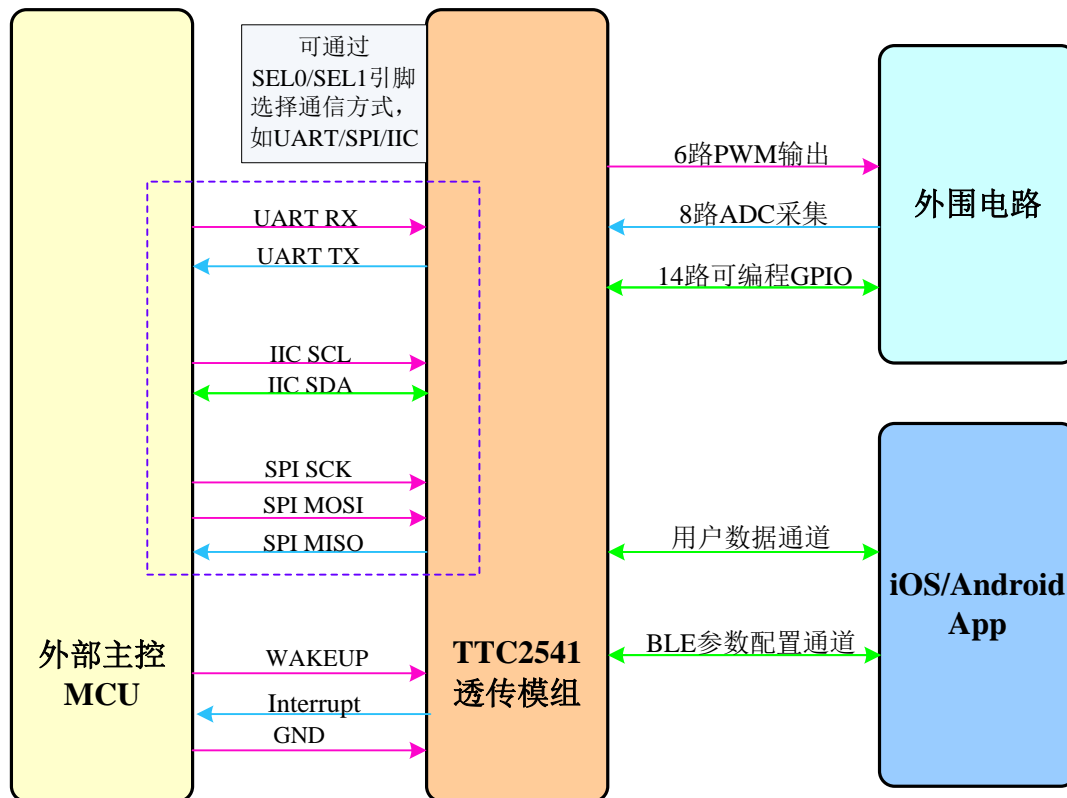 可通过
SEL0/SEL1引脚
选择通信方式,
如UART/SPI/IIC
UART RX
UART TX
IIC SCL
IIC SDA
SPI SCK
SPI MOSI
SPI MISO
WAKEUP
Interrupt
GND
外部主控
MCU
TTC2541
透传模组
6路PWM输出
8路ADC采集
14路可编程GPIO
用户数据通道
BLE参数配置通道
外围电路
iOS/Android
App